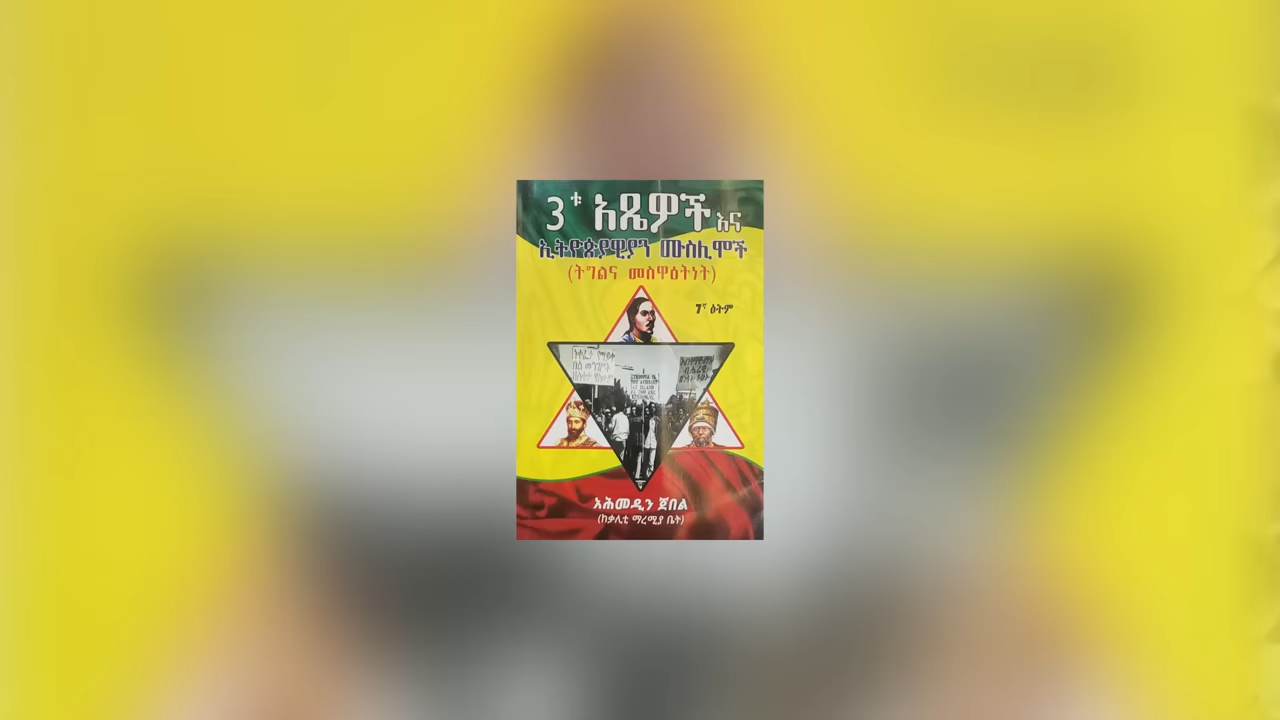 3ቱ አጼዎች እና
ኢትዮጵያዊያን ሙስሊሞች
(ትግልና መስዋዕትነት)
7ኛ ዕትም
አሕመዲን ጀበል
(ከቃሊቲ ማረሚያ ቤት)